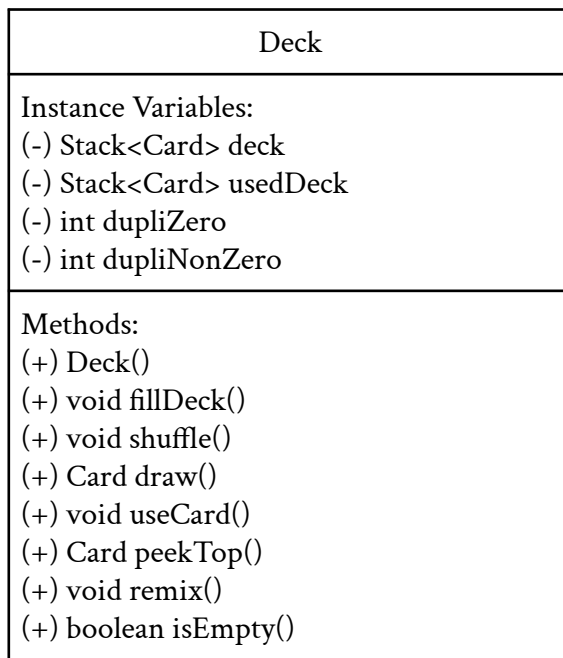 Deck
Instance Variables:
(-) Stack<Card> deck
(-) Stack<Card> usedDeck
(-) int dupliZero
(-) int dupliNonZero
Methods:
(+) Deck()
(+) void fillDeck()
(+) void shuffle()
(+) Card draw()
(+) void useCard()
(+) Card peekTop()
(+) void remix()
(+) boolean isEmpty()